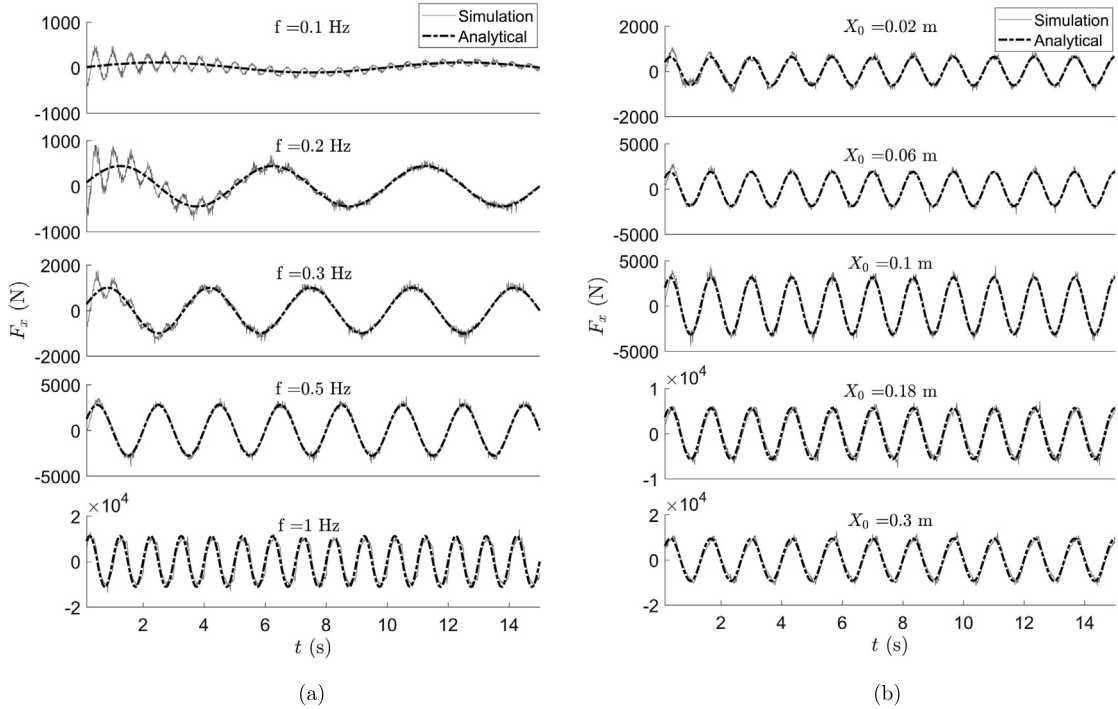 f =0.1 Hz
Simulation
Analytical
1000
0
-1000
f =0.2 Hz
1000
0
-1000
f =0.3 Hz
2000
0
-2000
F_x (N)
f =0.5 Hz
5000
0
-5000
×10^4
f =1 Hz
2
0
-2
2 4 6 8 10 12 14
t (s)
(a)
X_0 =0.02 m
Simulation
Analytical
2000
0
-2000
X_0 =0.06 m
5000
0
-5000
X_0 =0.1 m
5000
0
-5000
F_x (N)
×10^4
X_0 =0.18 m
1
0
-1
×10^4
X_0 =0.3 m
2
0
-2
0 2 4 6 8 10 12 14
t (s)
(b)